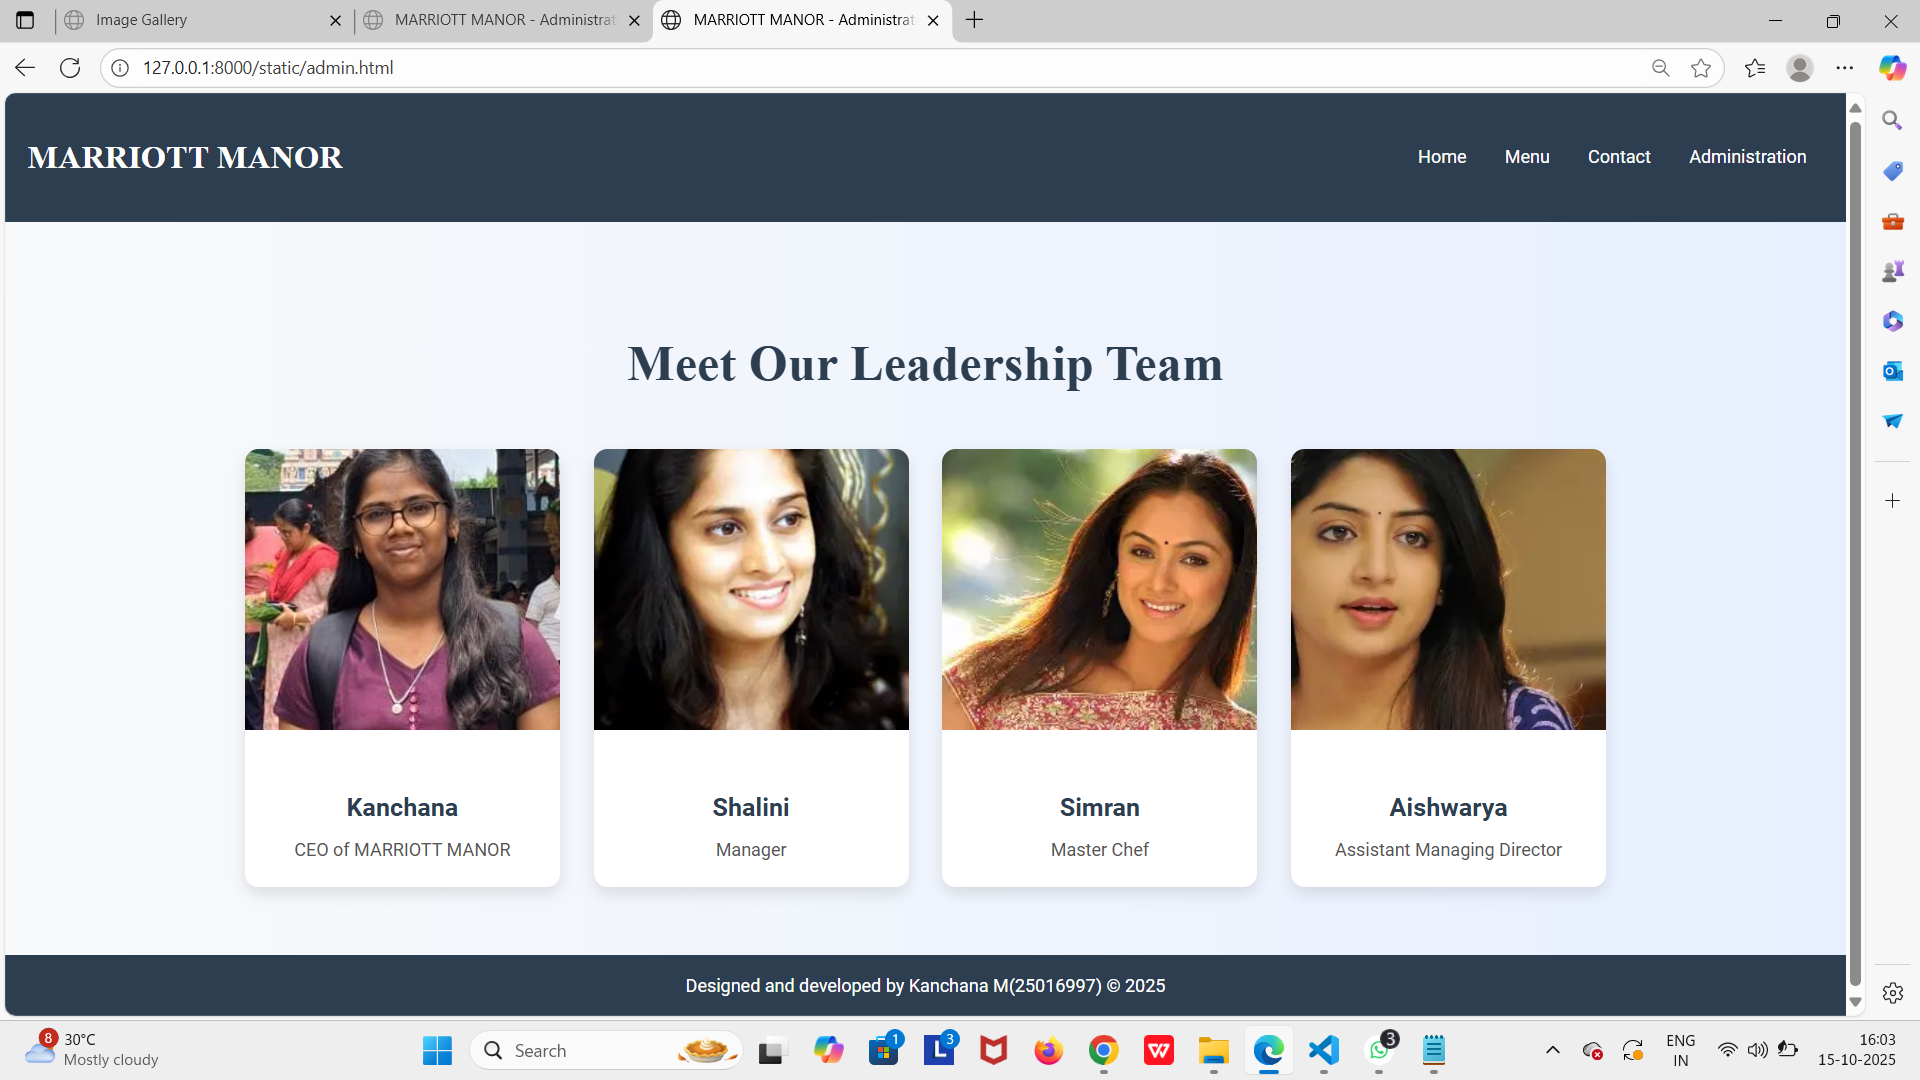 Image Gallery
MARRIOTT MANOR - Administrat
MARRIOTT MANOR - Administrat
127.0.0.1:8000/static/admin.html
MARRIOTT MANOR
Home Menu Contact Administration
Meet Our Leadership Team
Kanchana
CEO of MARRIOTT MANOR
Shalini
Manager
Simran
Master Chef
Aishwarya
Assistant Managing Director
Designed and developed by Kanchana M(25016997) © 2025
8
30°C
Mostly cloudy
Search
1
L
3
W
3
ENG
IN
16:03
15-10-2025